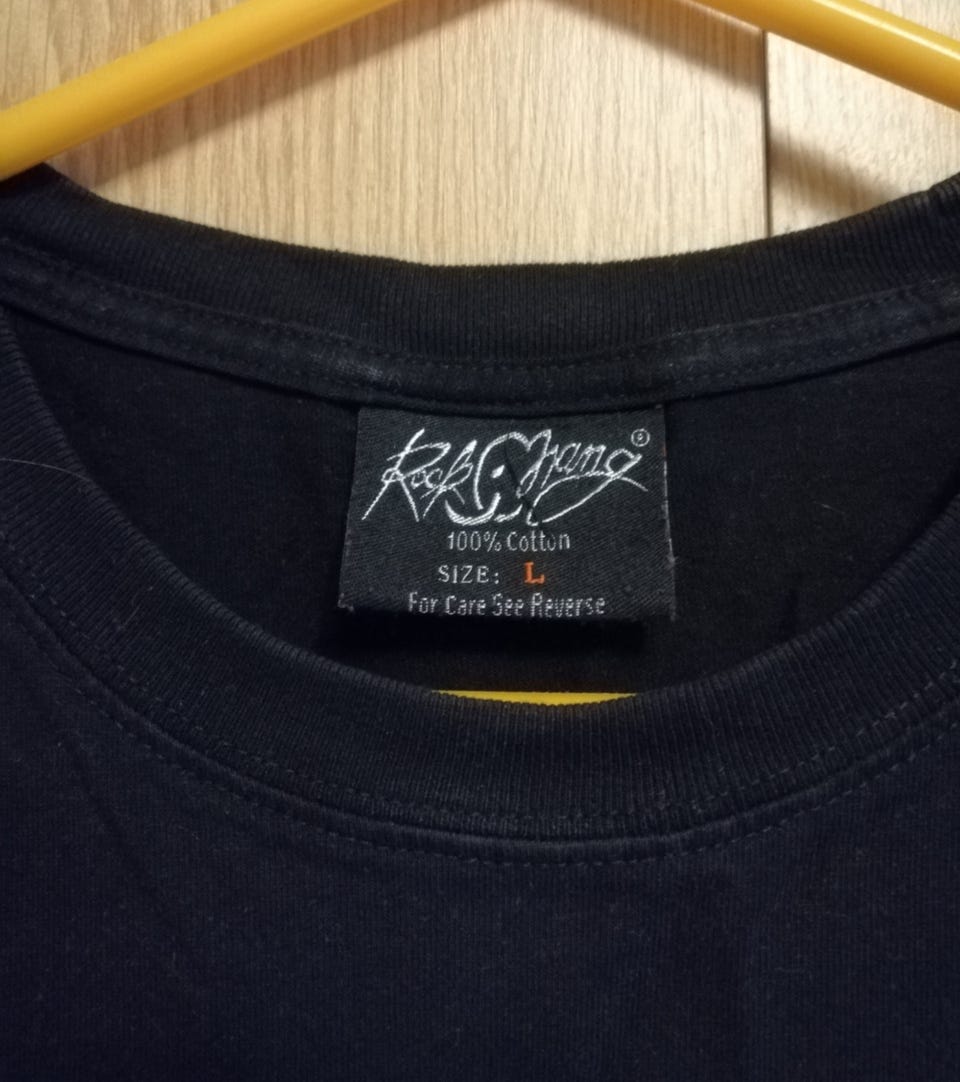 Rock Chang®
100% Cotton
SIZE: L
For Care See Reverse